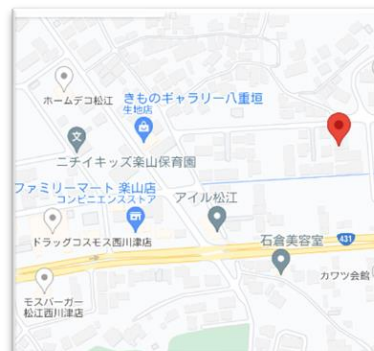 ホームデコ松江
きものギャラリー八重垣
生地店
ニチイキッズ楽山保育園
ファミリーマート 楽山店
コンビニエンスストア
アイル松江
ドラッグコスモス西川津店
石倉美容室
431
カワツ会館
モスバーガー
松江西川津店